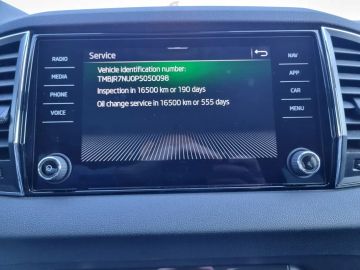 Service
RADIO
MEDIA
PHONE
VOICE
Vehicle identification number:
TMBJR7NU0P5050098
Inspection in 16500 km or 190 days
Oil change service in 16500 km or 555 days
NAV
APP
CAR
MENU